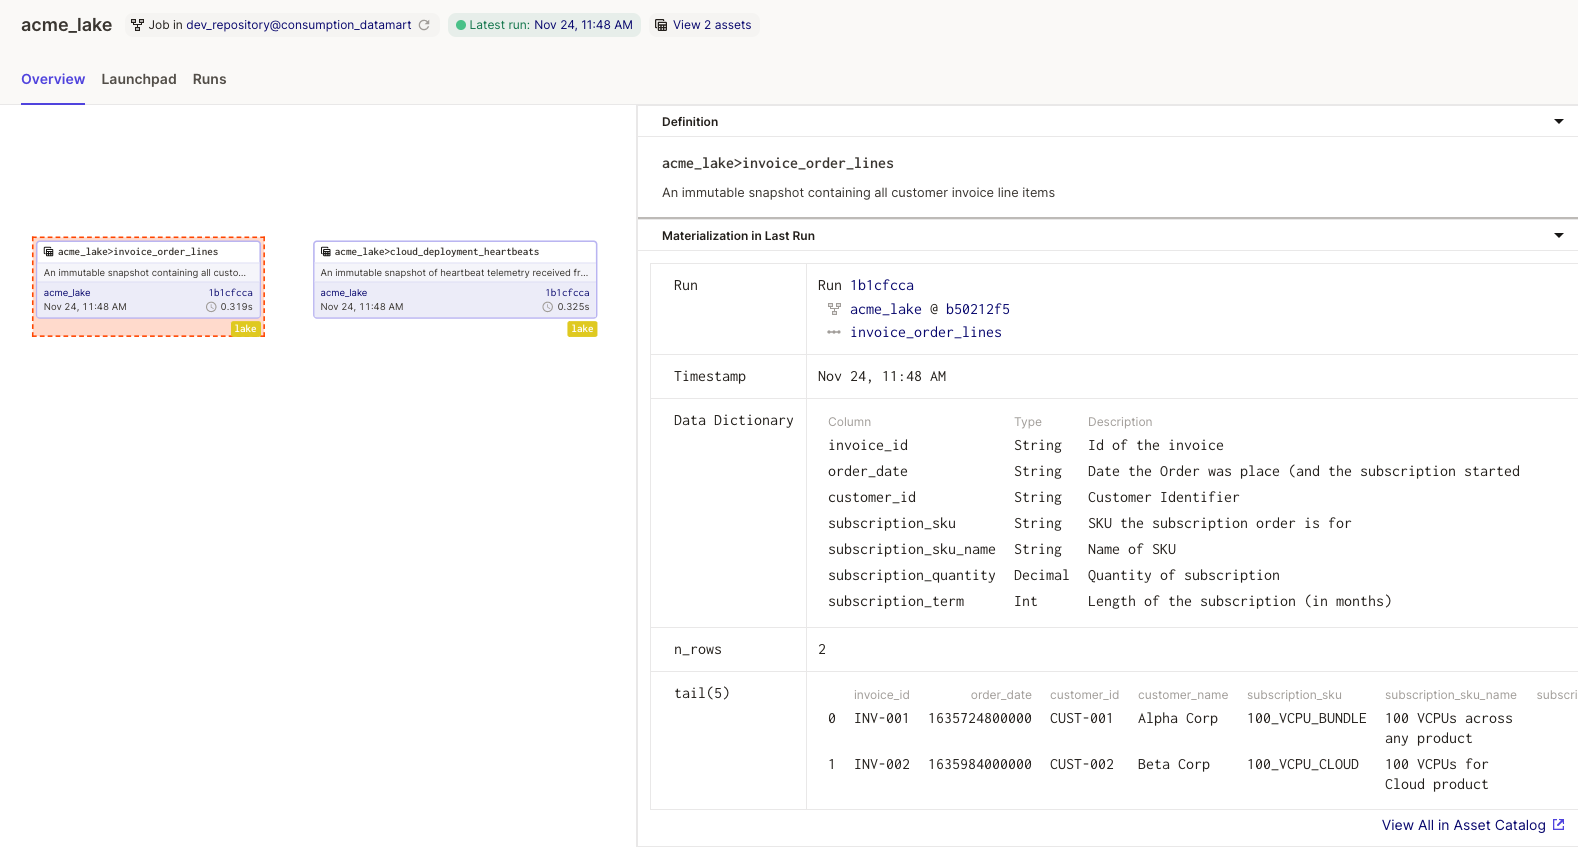 acme_lake Job in dev_repository@consumption_datamart Latest run: Nov 24, 11:48 AM View 2 assets
Overview Launchpad Runs
acme_lake>invoice_order_lines
An immutable snapshot containing all custo...
acme_lake 1b1cfcca
Nov 24, 11:48 AM 0.319s
lake
acme_lake>cloud_deployment_heartbeats
An immutable snapshot of heartbeat telemetry received fr...
acme_lake 1b1cfcca
Nov 24, 11:48 AM 0.325s
lake
Definition
acme_lake>invoice_order_lines
An immutable snapshot containing all customer invoice line items
Materialization in Last Run
Run Run 1b1cfcca
acme_lake @ b50212f5
invoice_order_lines
Timestamp Nov 24, 11:48 AM
Data Dictionary Column Type Description
invoice_id String Id of the invoice
order_date String Date the Order was place (and the subscription started
customer_id String Customer Identifier
subscription_sku String SKU the subscription order is for
subscription_sku_name String Name of SKU
subscription_quantity Decimal Quantity of subscription
subscription_term Int Length of the subscription (in months)
n_rows 2
tail(5) invoice_id order_date customer_id customer_name subscription_sku subscription_sku_name subscri
0 INV-001 1635724800000 CUST-001 Alpha Corp 100_VCPU_BUNDLE 100 VCPUs across
any product
1 INV-002 1635984000000 CUST-002 Beta Corp 100_VCPU_CLOUD 100 VCPUs for
Cloud product
View All in Asset Catalog